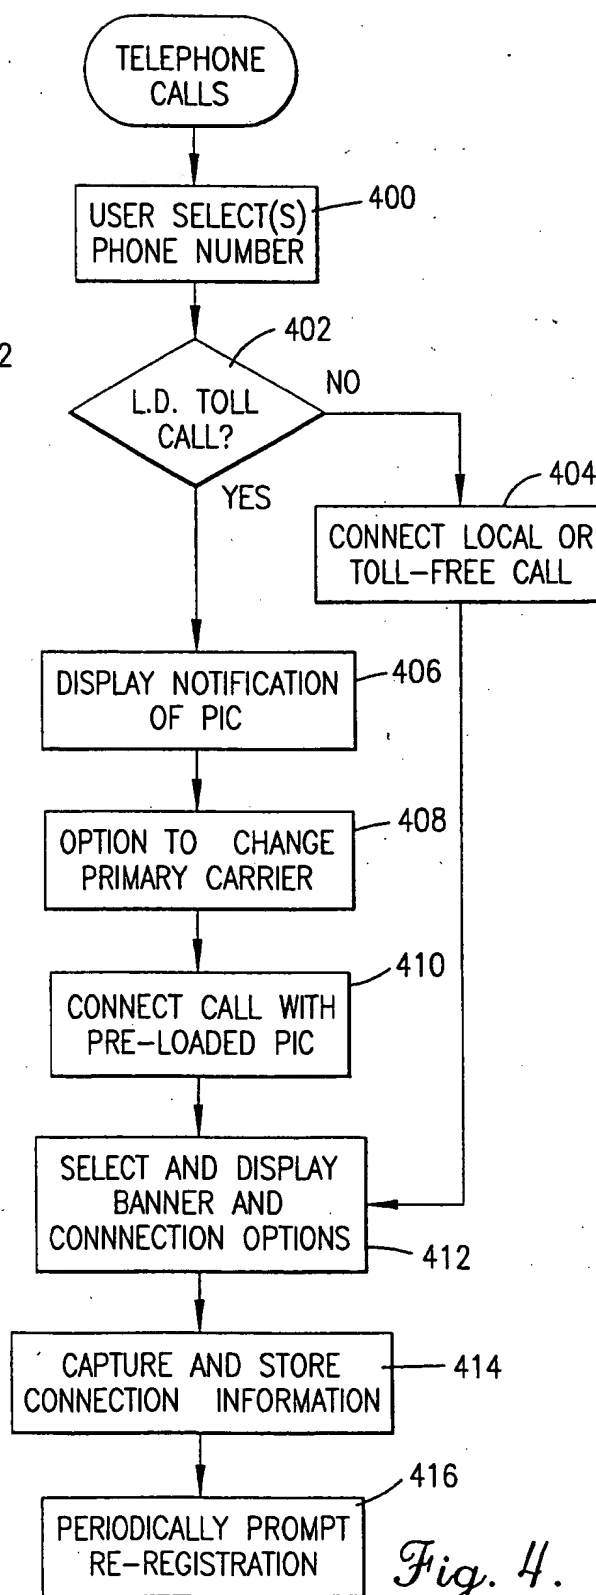 TELEPHONE
CALLS
400
USER SELECT(S)
PHONE NUMBER
402
2
L.D. TOLL
CALL?
NO
YES
404
CONNECT LOCAL OR
TOLL-FREE CALL
DISPLAY NOTIFICATION
OF PIC
406
OPTION TO CHANGE
PRIMARY CARRIER
408
410
CONNECT CALL WITH
PRE-LOADED PIC
SELECT AND DISPLAY
BANNER AND
CONNNECTION OPTIONS
412
CAPTURE AND STORE
CONNECTION INFORMATION
414
416
PERIODICALLY PROMPT
RE-REGISTRATION
Fig. 4.